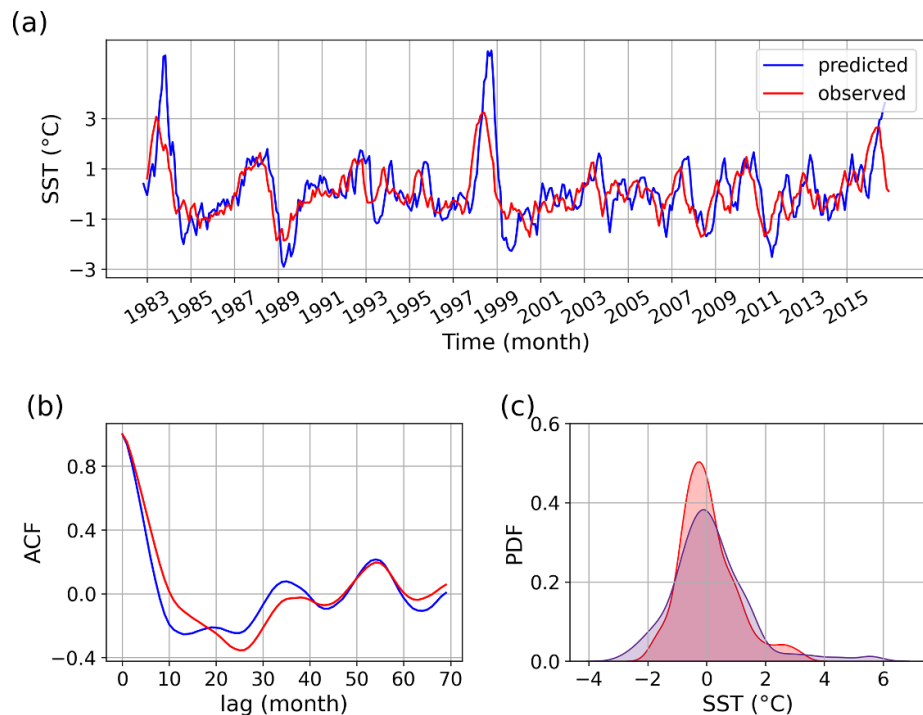 (a)
SST (°C)
3
1
−1
−3
predicted
observed
1983 1985 1987 1989 1991 1993 1995 1997 1999 2001 2003 2005 2007 2009 2011 2013 2015
Time (month)
(b)
ACF
0.8
0.4
0.0
−0.4
0 10 20 30 40 50 60 70
lag (month)
(c)
PDF
0.6
0.4
0.2
0.0
−4 −2 0 2 4 6
SST (°C)